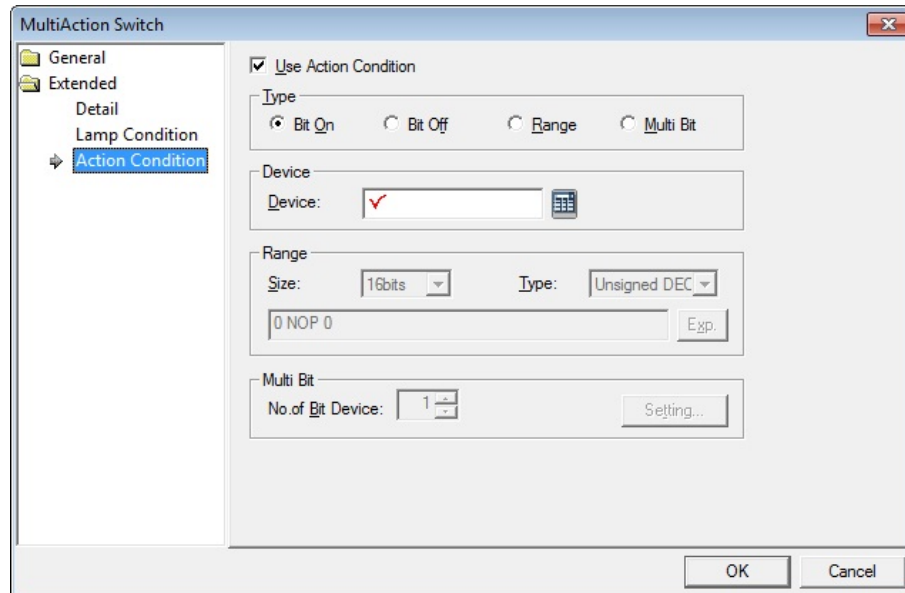 MultiAction Switch
General
Extended
Detail
Lamp Condition
Action Condition
Use Action Condition
Type
Bit On Bit Off Range Multi Bit
Device
Device:
Range
Size: 16bits Type: Unsigned DEC
0 NOP 0 Exp.
Multi Bit
No.of Bit Device: 1 Setting...
OK Cancel